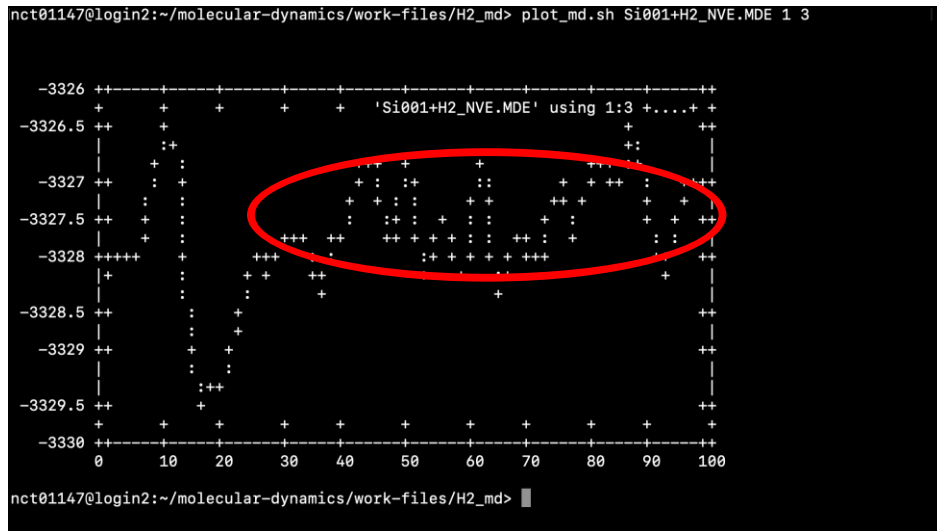 nct01147@login2:~/molecular-dynamics/work-files/H2_md> plot_md.sh Si001+H2_NVE.MDE 1 3
-3326
'Si001+H2_NVE.MDE' using 1:3
-3326.5
-3327
-3327.5
-3328
-3328.5
-3329
-3329.5
-3330
0 10 20 30 40 50 60 70 80 90 100
nct01147@login2:~/molecular-dynamics/work-files/H2_md>